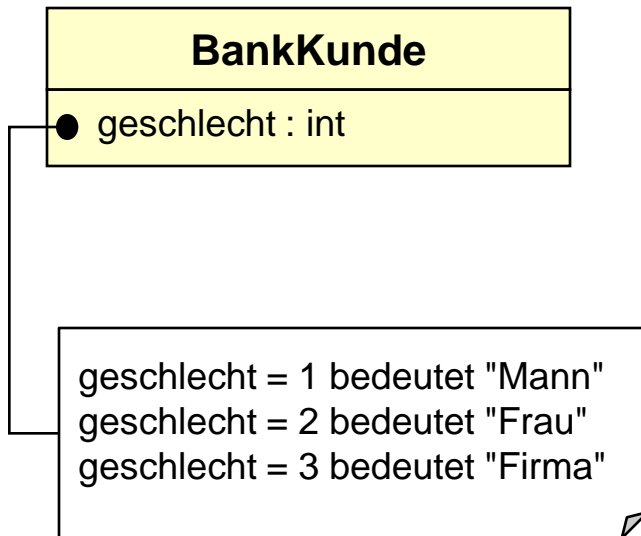 BankKunde
geschlecht : int
geschlecht = 1 bedeutet "Mann"
geschlecht = 2 bedeutet "Frau"
geschlecht = 3 bedeutet "Firma"